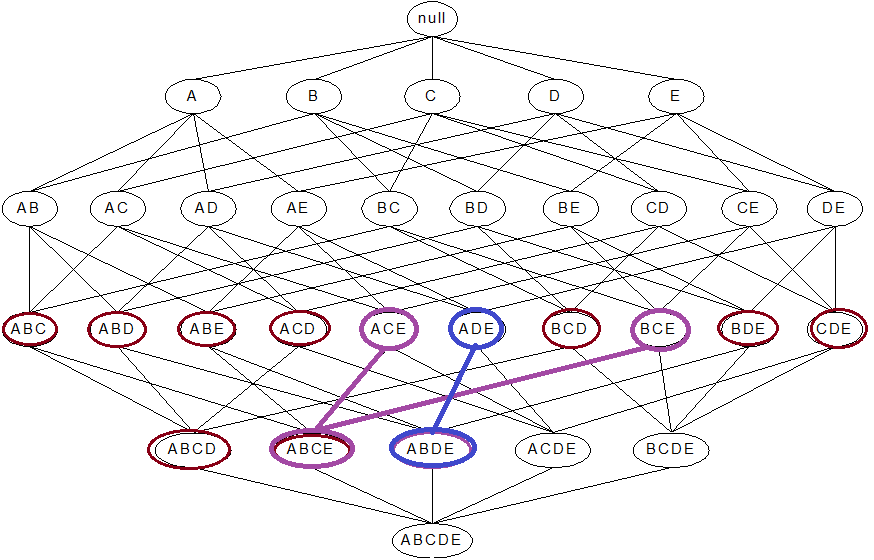 null
A B C D E
AB AC AD AE BC BD BE CD CE DE
ABC ABD ABE ACD ACE ADE BCD BCE BDE CDE
ABCD ABCE ABDE ACDE BCDE
ABCDE